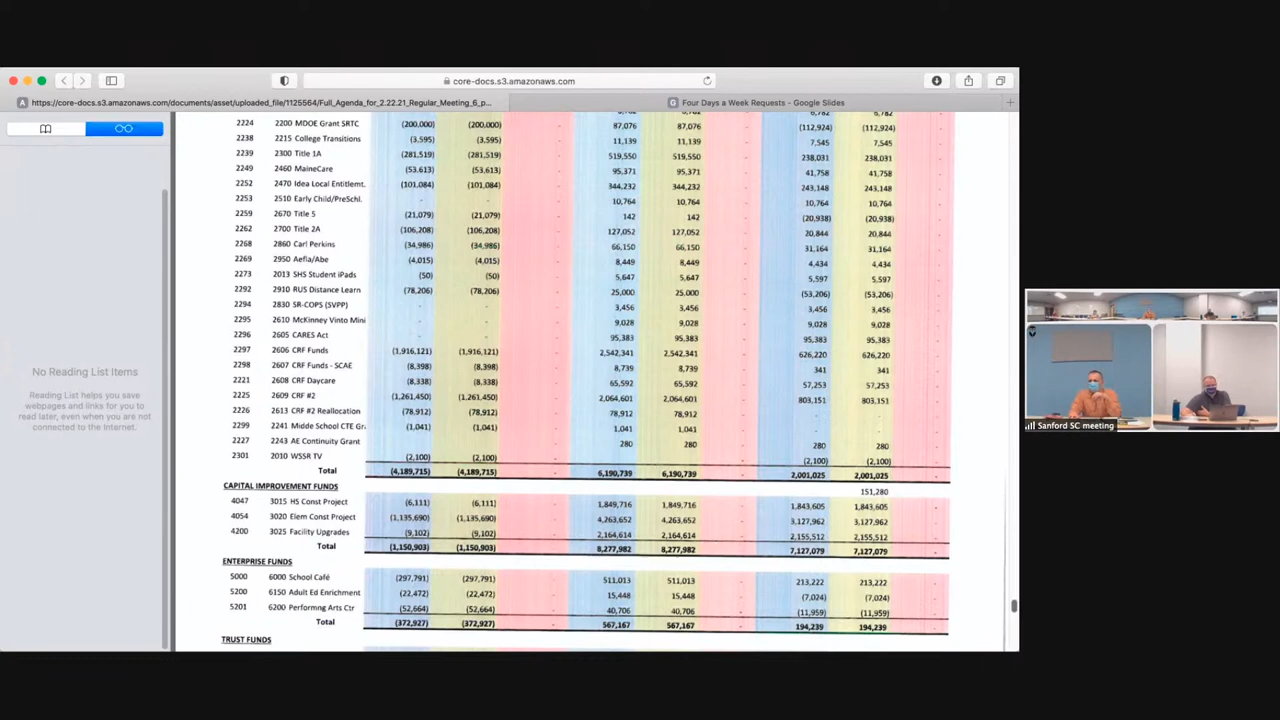 core-docs.s3.amazonaws.com
https://core-docs.s3.amazonaws.com/documents/asset/uploaded_file/1125564/Full_Agenda_for_2.22.21_Regular_Meeting_6_p...
Four Days a Week Requests - Google Slides
No Reading List Items
Reading List helps you save
webpages and links for you to
read later, even when you are
not connected to the Internet.
2224 2200 MDOE Grant SRTC (200,000) (200,000) - 87,076 87,076 - (112,924) (112,924) -
2238 2215 College Transitions (3,595) (3,595) - 11,139 11,139 - 7,545 7,545 -
2239 2300 Title 1A (281,519) (281,519) - 519,550 519,550 - 238,031 238,031 -
2249 2460 MaineCare (53,613) (53,613) - 95,371 95,371 - 41,758 41,758 -
2252 2470 Idea Local Entitlemt. (101,084) (101,084) - 344,232 344,232 - 243,148 243,148 -
2253 2510 Early Child/PreSchl. - - - 10,764 10,764 - 10,764 10,764 -
2259 2670 Title 5 (21,079) (21,079) - 142 142 - (20,938) (20,938) -
2262 2700 Title 2A (106,208) (106,208) - 127,052 127,052 - 20,844 20,844 -
2268 2860 Carl Perkins (34,986) (34,986) - 66,150 66,150 - 31,164 31,164 -
2269 2950 Aefla/Abe (4,015) (4,015) - 8,449 8,449 - 4,434 4,434 -
2273 2013 SHS Student iPads (50) (50) - 5,647 5,647 - 5,597 5,597 -
2292 2910 RUS Distance Learn (78,206) (78,206) - 25,000 25,000 - (53,206) (53,206) -
2294 2830 SR-COPS (SVPP) - - - 3,456 3,456 - 3,456 3,456 -
2295 2610 McKinney Vinto Mini - - - 9,028 9,028 - 9,028 9,028 -
2296 2605 CARES Act - - - 95,383 95,383 - 95,383 95,383 -
2297 2606 CRF Funds (1,916,121) (1,916,121) - 2,542,341 2,542,341 - 626,220 626,220 -
2298 2607 CRF Funds - SCAE (8,398) (8,398) - 8,739 8,739 - 341 341 -
2221 2608 CRF Daycare (8,338) (8,338) - 65,592 65,592 - 57,253 57,253 -
2225 2609 CRF #2 (1,261,450) (1,261,450) - 2,064,601 2,064,601 - 803,151 803,151 -
2226 2613 CRF #2 Reallocation (78,912) (78,912) - 78,912 78,912 - - - -
2299 2241 Midde School CTE Gr (1,041) (1,041) - 1,041 1,041 - - - -
2227 2243 AE Continuity Grant - - - 280 280 - 280 280 -
2301 2010 WSSR TV (2,100) (2,100) - - - - (2,100) (2,100) -
Total (4,189,715) (4,189,715) - 6,190,739 6,190,739 - 2,001,025 2,001,025 -
CAPITAL IMPROVEMENT FUNDS 151,280
4047 3015 HS Const Project (6,111) (6,111) - 1,849,716 1,849,716 - 1,843,605 1,843,605 -
4054 3020 Elem Const Project (1,135,690) (1,135,690) - 4,263,652 4,263,652 - 3,127,962 3,127,962 -
4200 3025 Facility Upgrades (9,102) (9,102) - 2,164,614 2,164,614 - 2,155,512 2,155,512 -
Total (1,150,903) (1,150,903) - 8,277,982 8,277,982 - 7,127,079 7,127,079 -
ENTERPRISE FUNDS
5000 6000 School Café (297,791) (297,791) - 511,013 511,013 - 213,222 213,222 -
5200 6150 Adult Ed Enrichment (22,472) (22,472) - 15,448 15,448 - (7,024) (7,024) -
5201 6200 Performng Arts Ctr (52,664) (52,664) - 40,706 40,706 - (11,959) (11,959) -
Total (372,927) (372,927) - 567,167 567,167 - 194,239 194,239 -
TRUST FUNDS
Sanford SC meeting